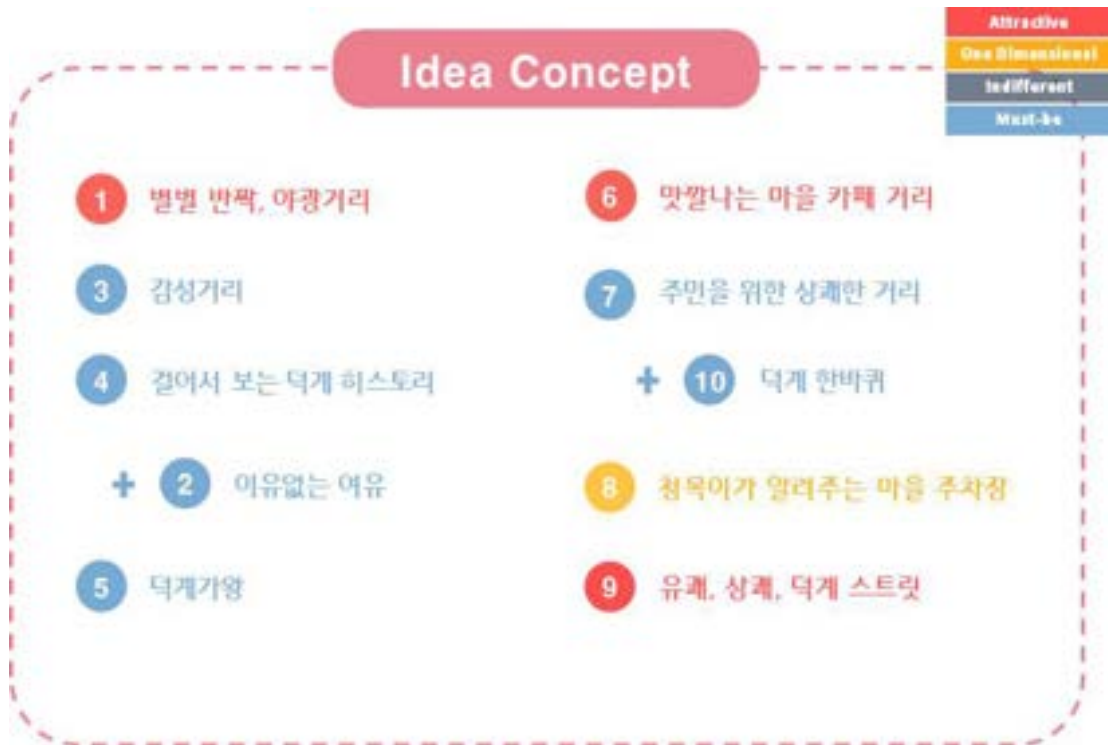 Attractive
One Dimensional
Indifferent
Must-be
Idea Concept
1 별별 반짝, 야광거리
3 감성거리
4 걸어서 보는 덕계 히스토리
+ 2 이유없는 여유
5 덕계가왕
6 맛깔나는 마을 카페 거리
7 주민을 위한 상쾌한 거리
+ 10 덕계 한바퀴
8 청목이가 알려주는 마을 주차장
9 유쾌, 상쾌, 덕계 스트릿